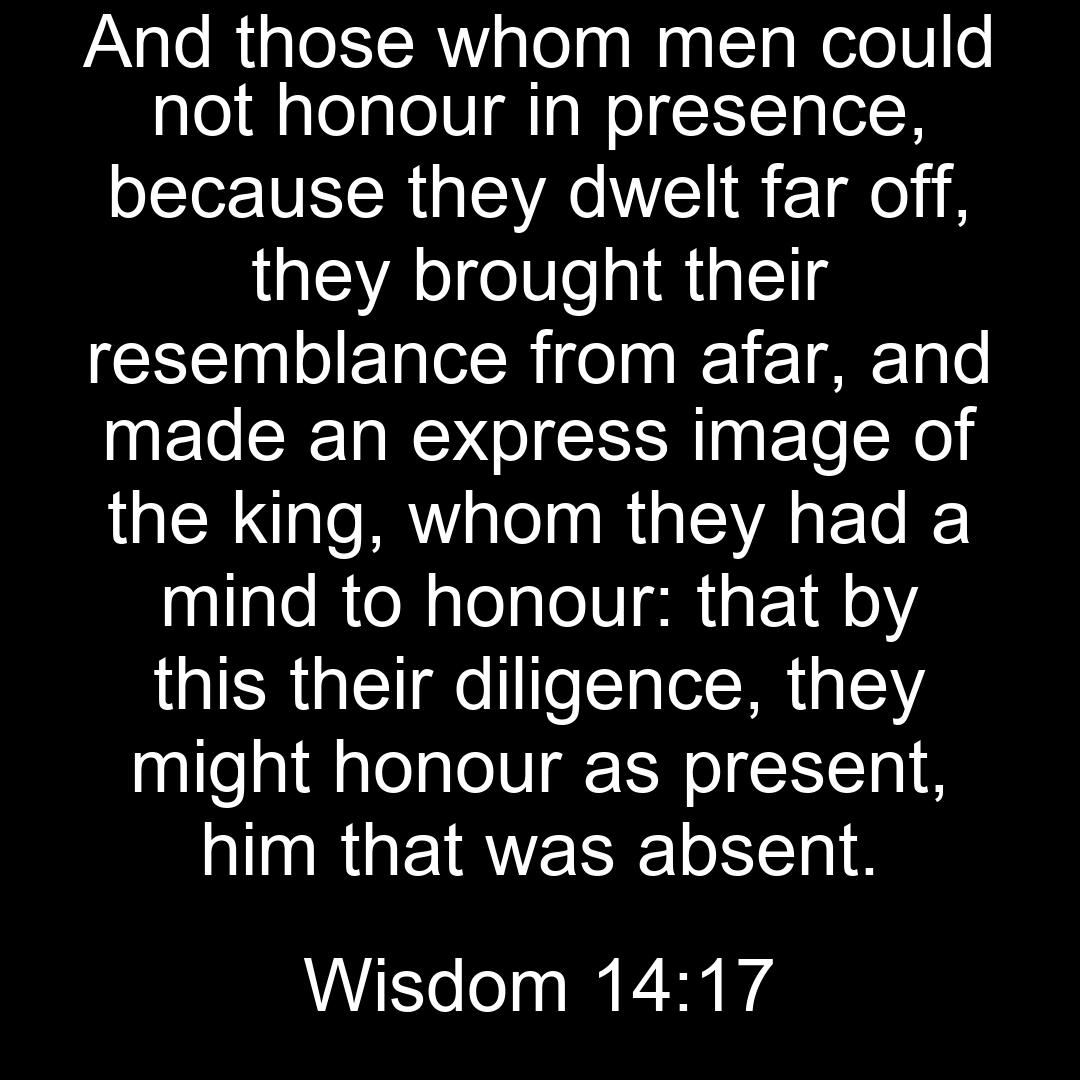 And those whom men could
not honour in presence,
because they dwelt far off,
they brought their
resemblance from afar, and
made an express image of
the king, whom they had a
mind to honour: that by
this their diligence, they
might honour as present,
him that was absent.
Wisdom 14:17